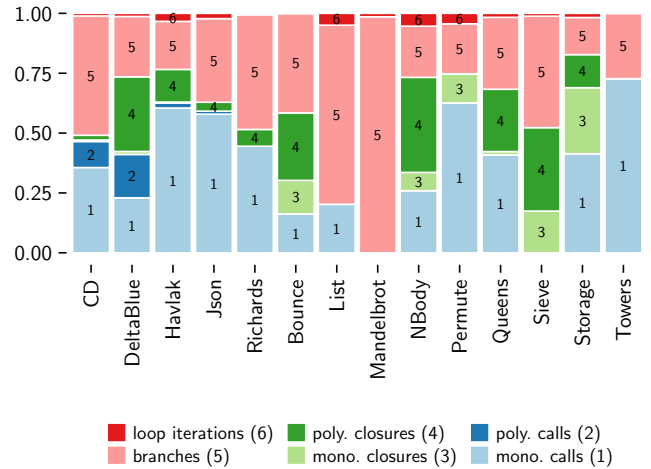 1.00
0.75
0.50
0.25
0.00
6 6 6 6
5 5 5 5 5 5 5 5 5 5 5 5 5 5
4 4 4 4 4 4 4 4 4 4
3 3 3 3 3
2 2
1 1 1 1 1 1 1 1 1 1 1 1
CD
DeltaBlue
Havlak
Json
Richards
Bounce
List
Mandelbrot
NBody
Permute
Queens
Sieve
Storage
Towers
loop iterations (6) poly. closures (4) poly. calls (2)
branches (5) mono. closures (3) mono. calls (1)